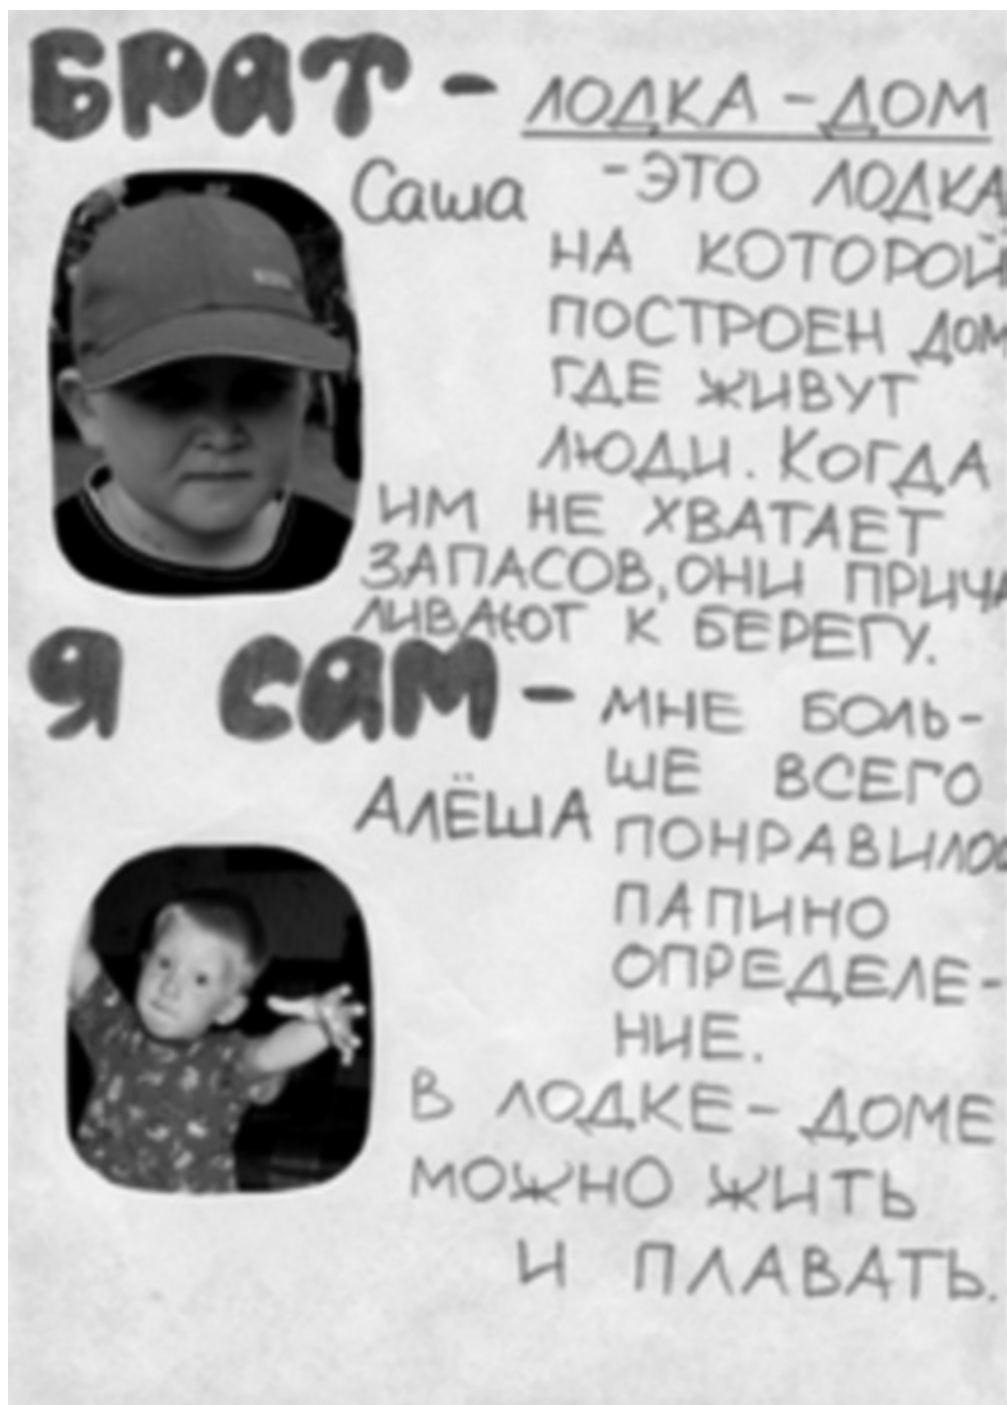 БРАТ - ЛОДКА - ДОМ
Саша - ЭТО ЛОДКА
НА КОТОРОЙ
ПОСТРОЕН ДОМ
ГДЕ ЖИВУТ
ЛЮДИ. КОГДА
ИМ НЕ ХВАТАЕТ
ЗАПАСОВ, ОНИ ПРИЧА
ЛИВАЮТ К БЕРЕГУ.
Я САМ - МНЕ БОЛЬ-
ШЕ ВСЕГО
АЛЁША ПОНРАВИЛОС
ПАПИНО
ОПРЕДЕЛЕ-
НИЕ.
В ЛОДКЕ - ДОМЕ
МОЖНО ЖИТЬ
И ПЛАВАТЬ.